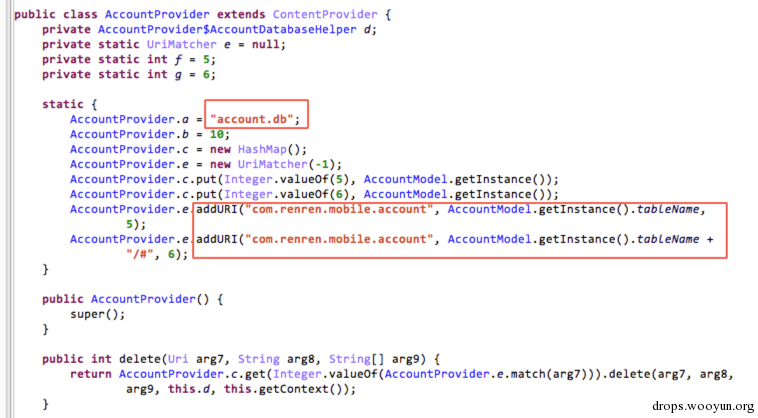 public class AccountProvider extends ContentProvider {
    private AccountProvider$AccountDatabaseHelper d;
    private static UriMatcher e = null;
    private static int f = 5;
    private static int g = 6;

    static {
        AccountProvider.a = "account.db";
        AccountProvider.b = 10;
        AccountProvider.c = new HashMap();
        AccountProvider.e = new UriMatcher(-1);
        AccountProvider.c.put(Integer.valueOf(5), AccountModel.getInstance());
        AccountProvider.c.put(Integer.valueOf(6), AccountModel.getInstance());
        AccountProvider.e.addURI("com.renren.mobile.account", AccountModel.getInstance().tableName,
                5);
        AccountProvider.e.addURI("com.renren.mobile.account", AccountModel.getInstance().tableName +
                "/#", 6);
    }

    public AccountProvider() {
        super();
    }

    public int delete(Uri arg7, String arg8, String[] arg9) {
        return AccountProvider.c.get(Integer.valueOf(AccountProvider.e.match(arg7))).delete(arg7, arg8,
                arg9, this.d, this.getContext());
    }
drops.wooyun.org